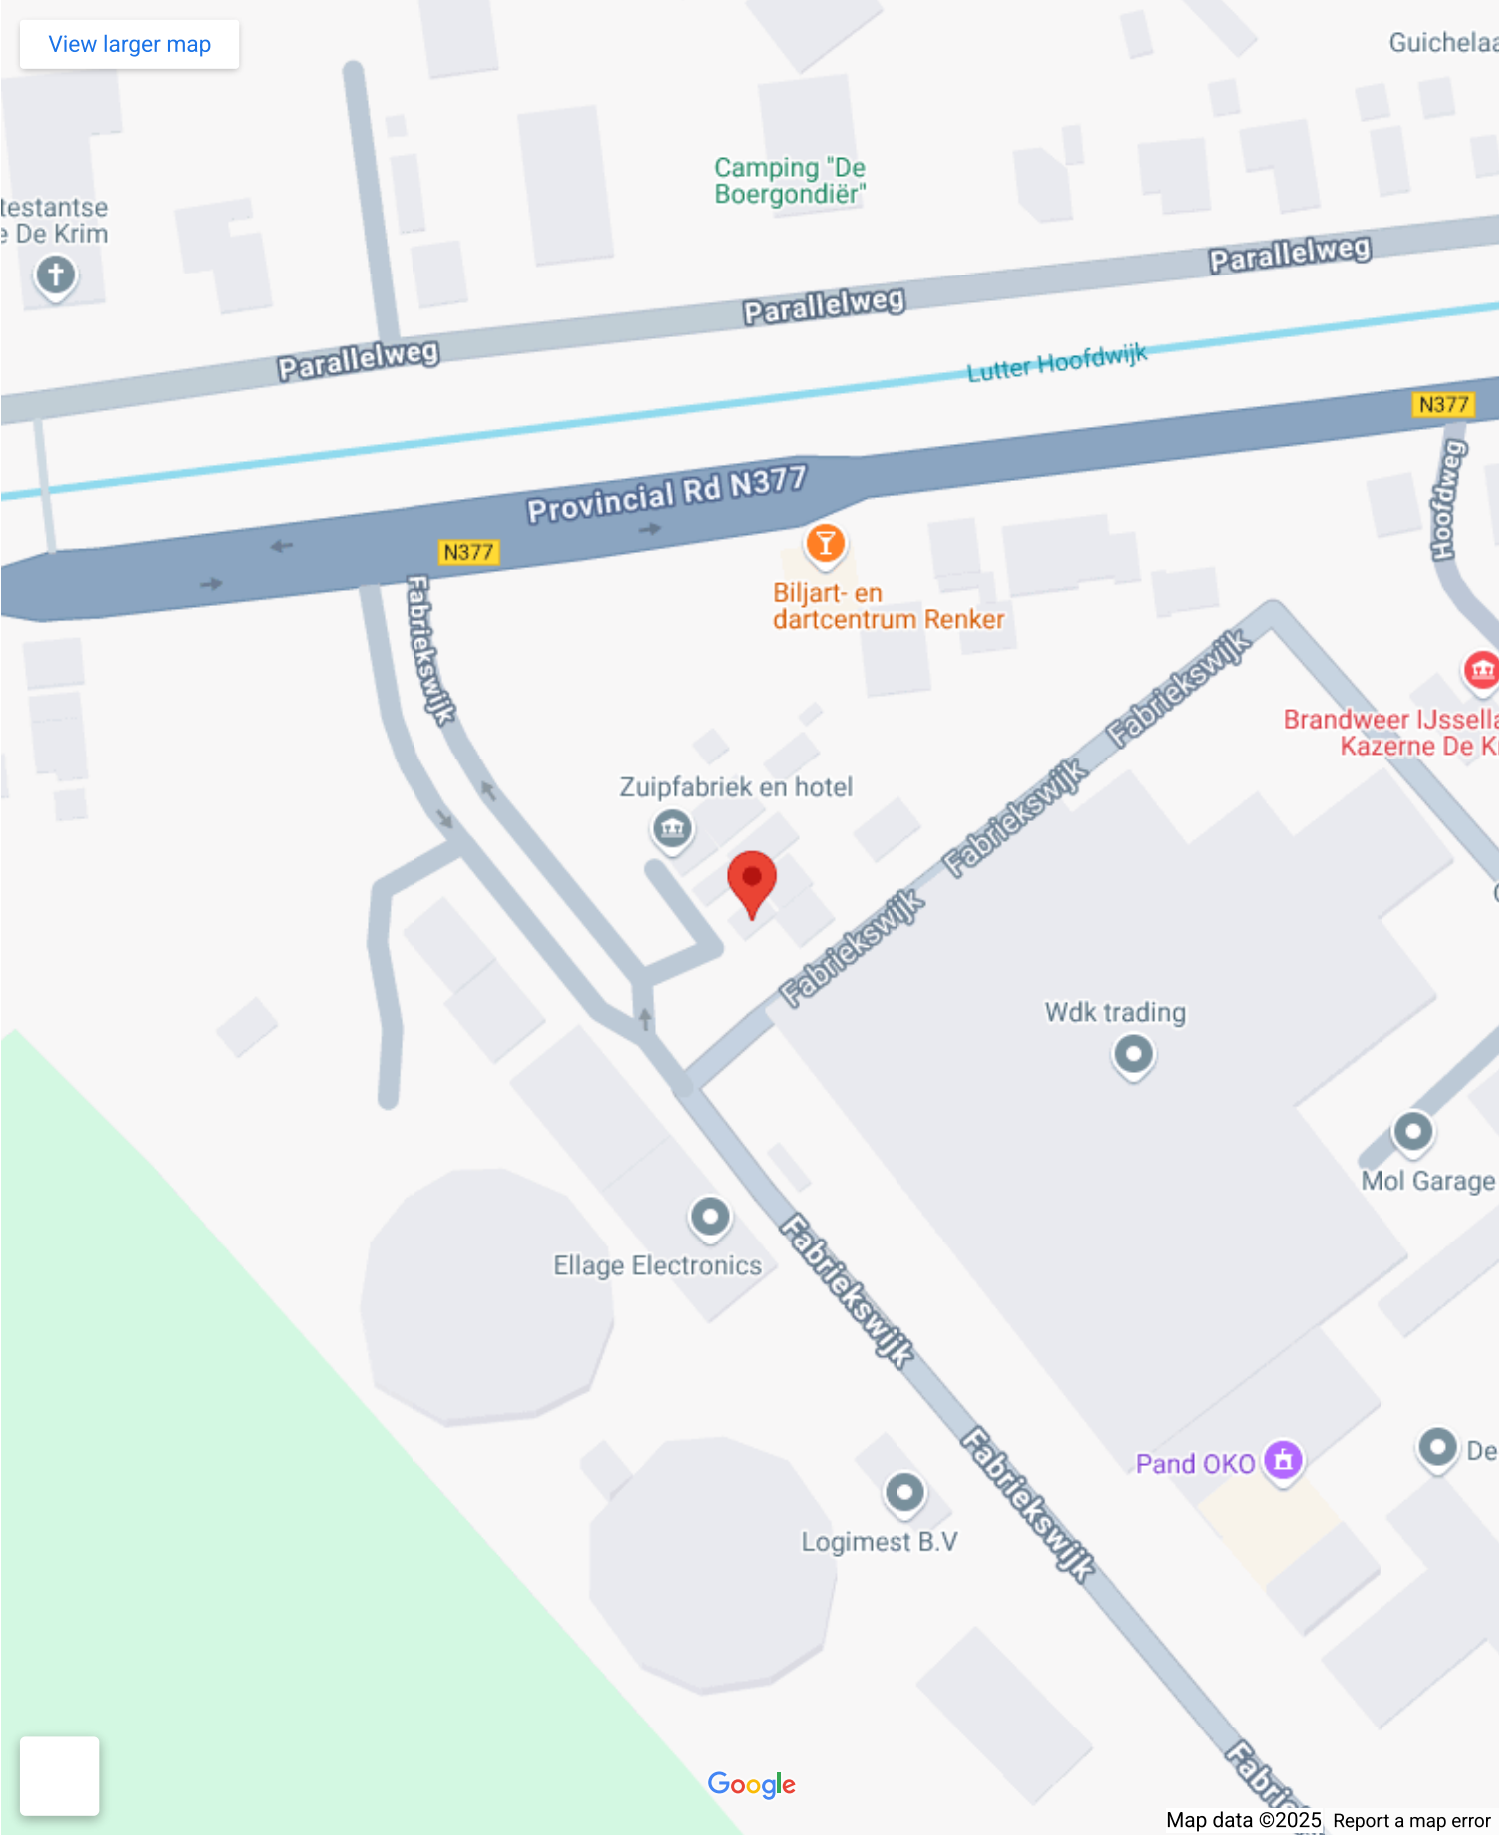 View larger map
Guichelaa
Camping "De
Boergondiër"
testantse
e De Krim
Parallelweg
Parallelweg
Parallelweg
Lutter Hoofdwijk
N377
Provincial Rd N377
N377
Hoofdweg
Fabriekswijk
Biljart- en
dartcentrum Renker
Fabriekswijk
Brandweer IJssella
Kazerne De K
Zuipfabriek en hotel
Fabriekswijk
Fabriekswijk
Wdk trading
Mol Garage
Ellage Electronics
Fabriekswijk
Fabriekswijk
Pand OKO
De
Logimest B.V
Fabrie
Google
Map data ©2025
Report a map error